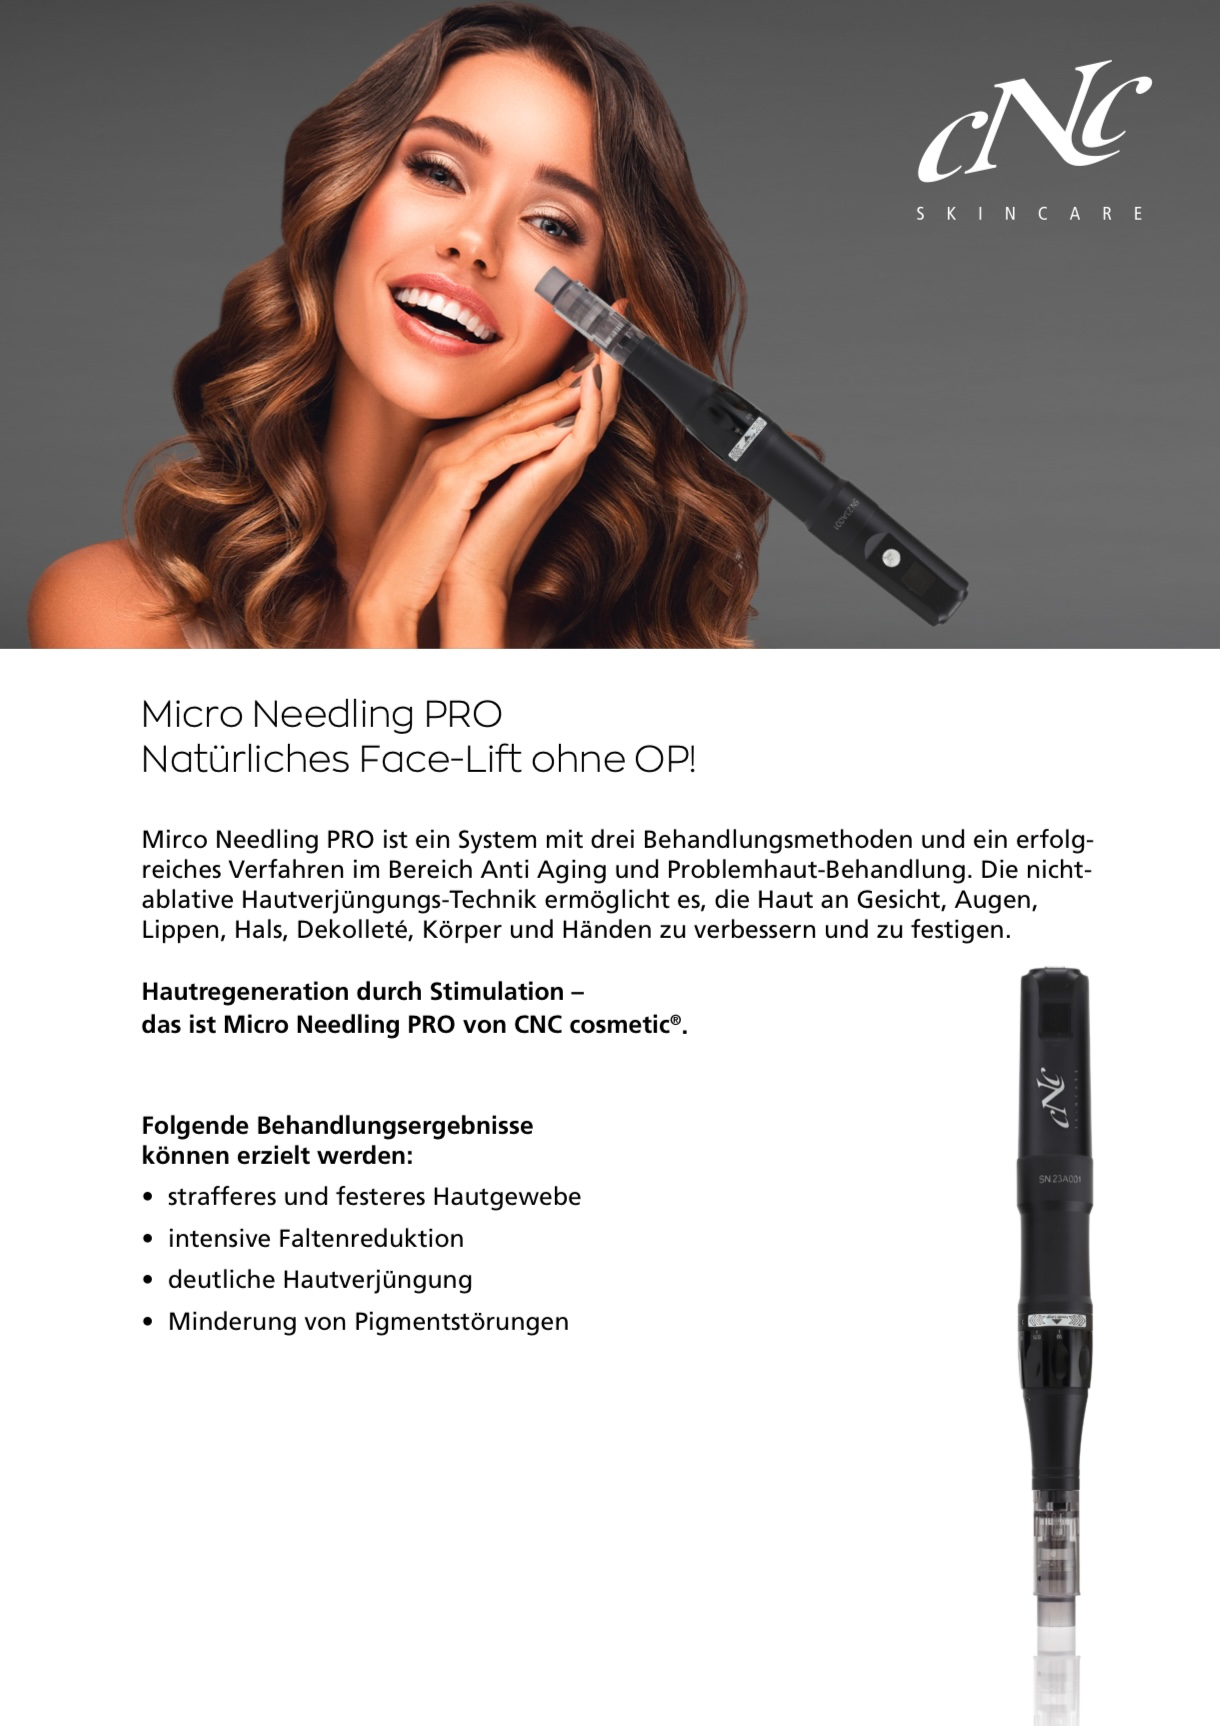 cNc
SKINCARE
SN23A001
Micro Needling PRO
Natürliches Face-Lift ohne OP!
Mirco Needling PRO ist ein System mit drei Behandlungsmethoden und ein erfolg-
reiches Verfahren im Bereich Anti Aging und Problemhaut-Behandlung. Die nicht-
ablative Hautverjüngungs-Technik ermöglicht es, die Haut an Gesicht, Augen,
Lippen, Hals, Dekolleté, Körper und Händen zu verbessern und zu festigen.
Hautregeneration durch Stimulation –
das ist Micro Needling PRO von CNC cosmetic®.
Folgende Behandlungsergebnisse
können erzielt werden:
• strafferes und festeres Hautgewebe
• intensive Faltenreduktion
• deutliche Hautverjüngung
• Minderung von Pigmentstörungen
cNc
SKINCARE
SN23A001